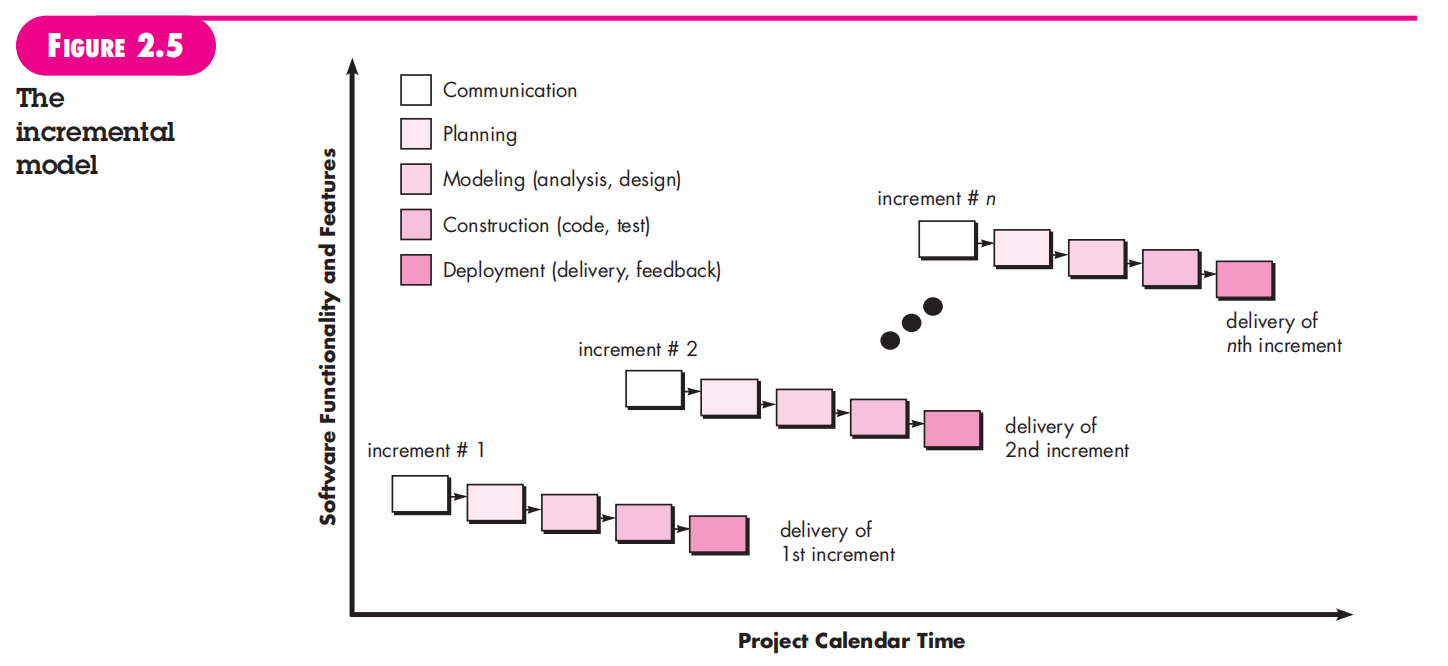 FIGURE 2.5
The
incremental
model
Software Functionality and Features
Communication
Planning
Modeling (analysis, design)
Construction (code, test)
Deployment (delivery, feedback)
increment # n
delivery of
nth increment
increment # 2
delivery of
2nd increment
increment # 1
delivery of
1st increment
Project Calendar Time